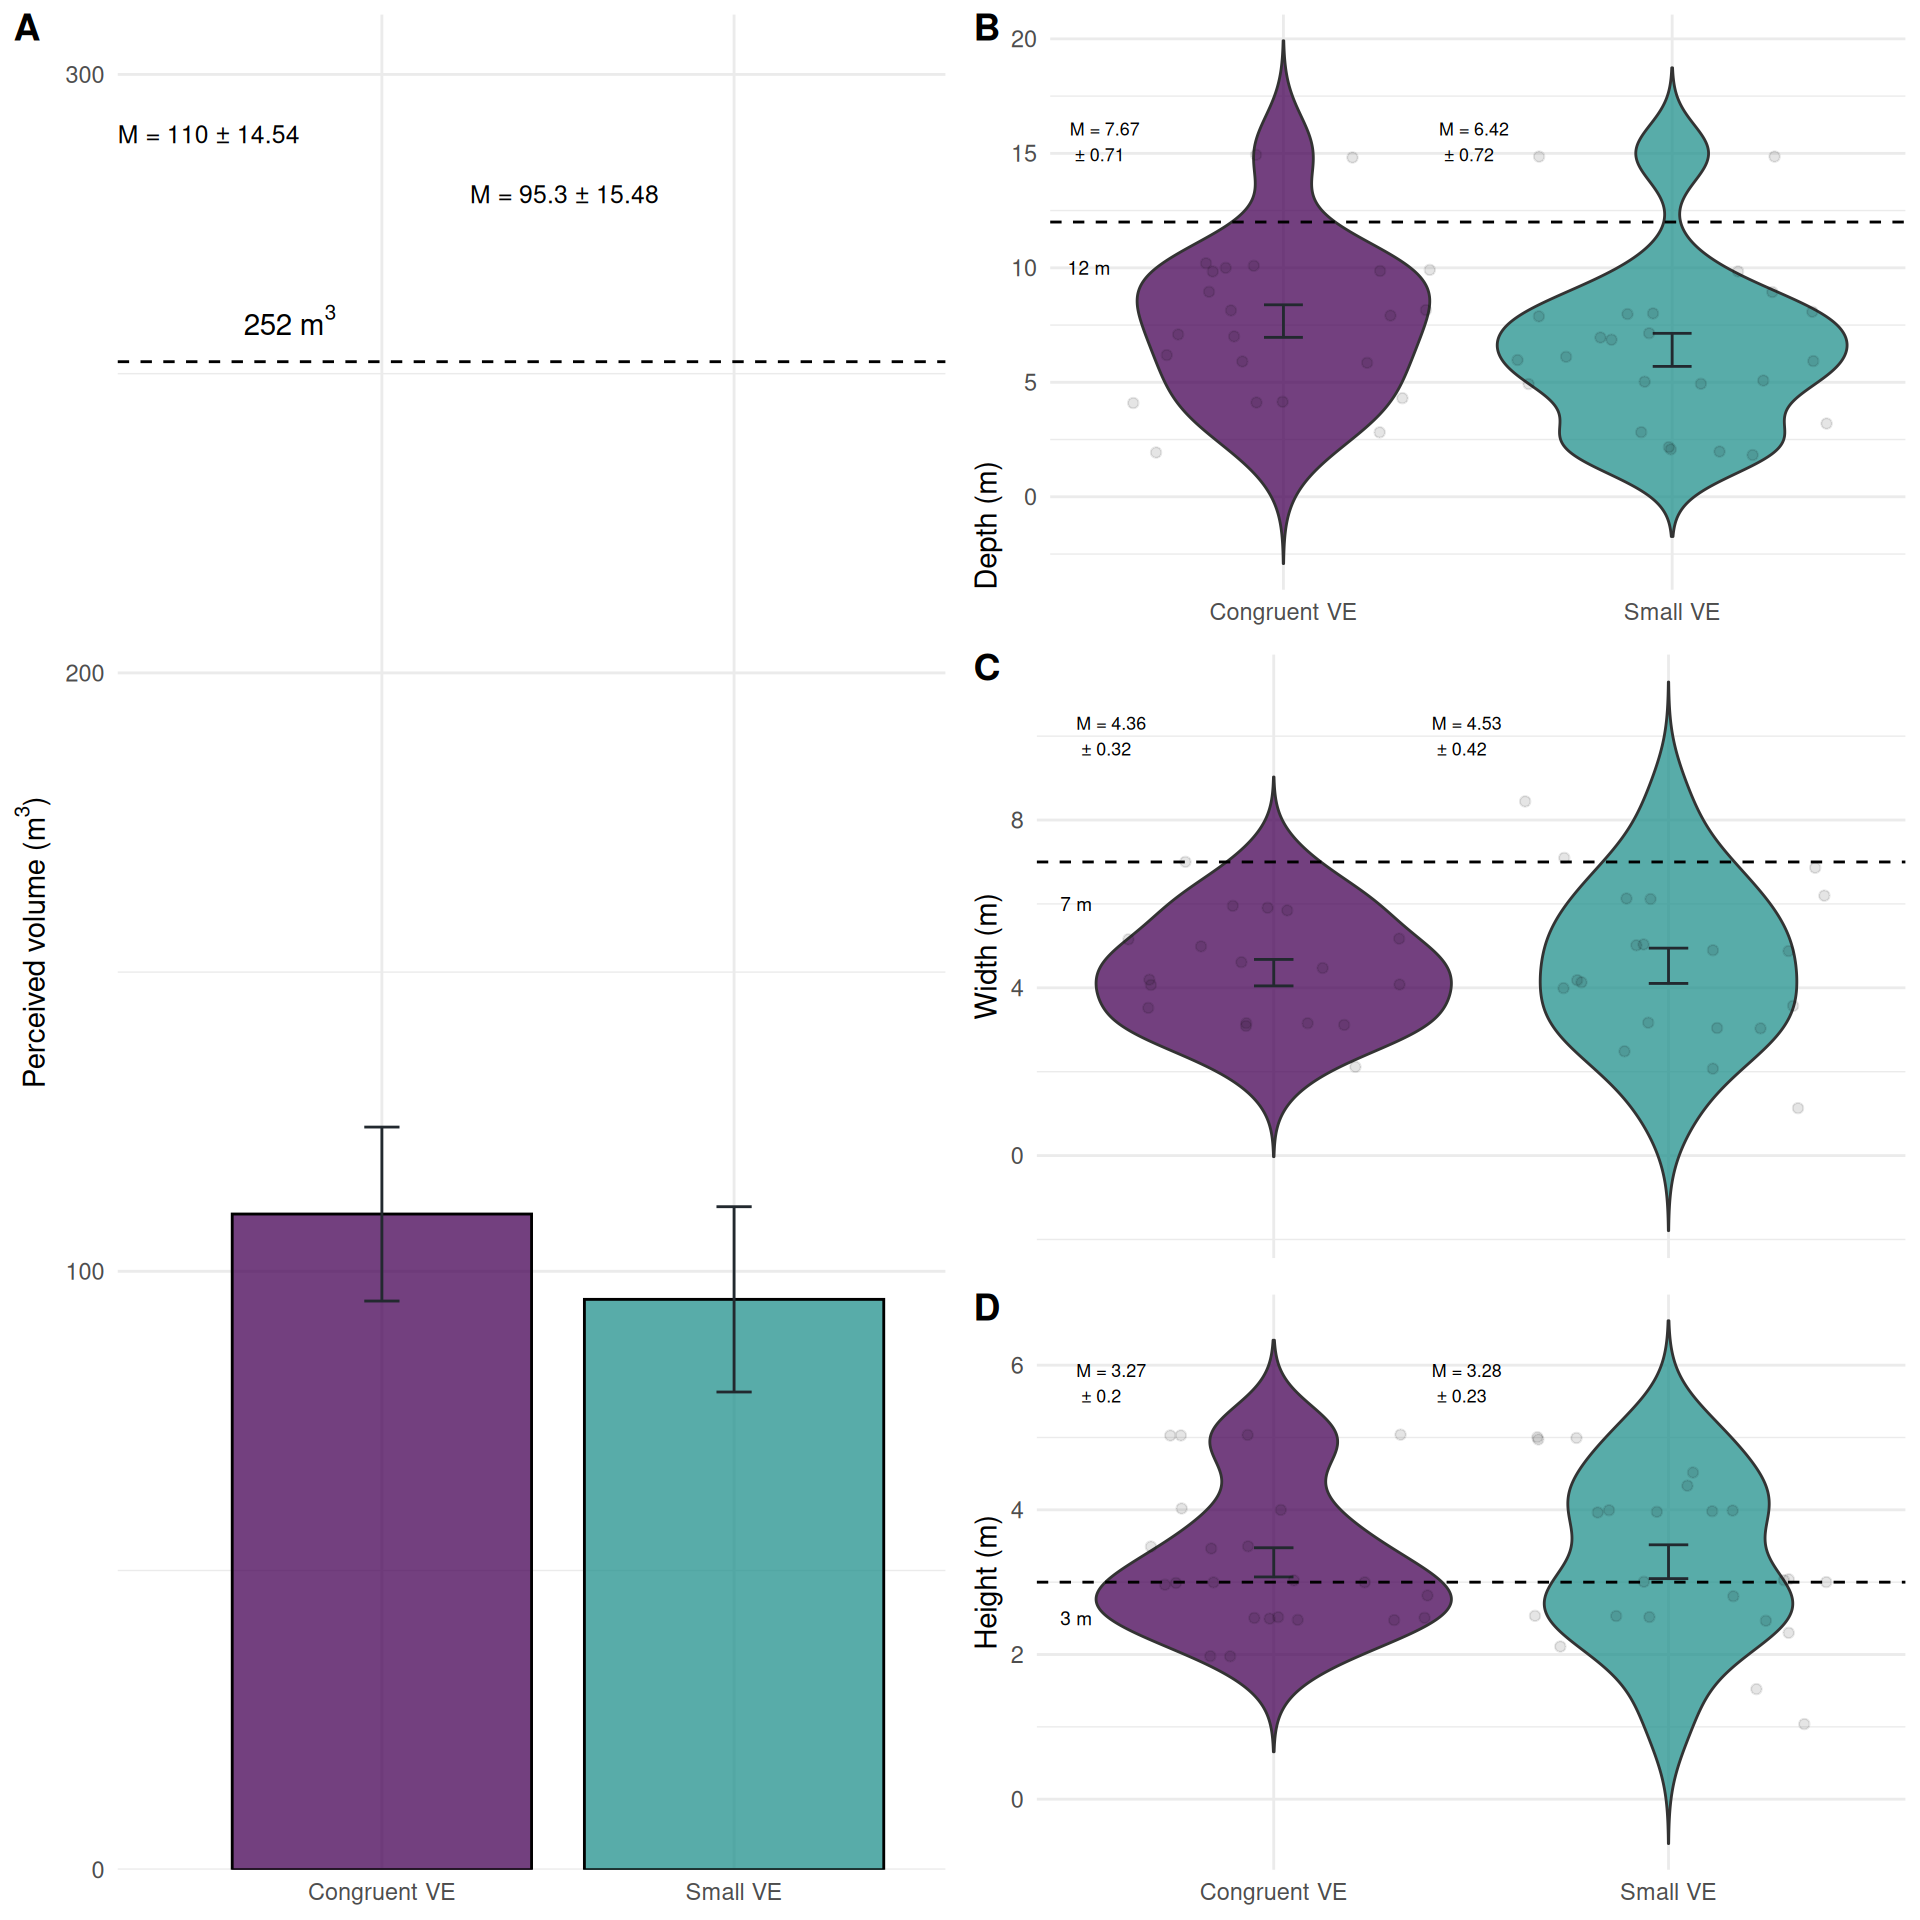 A
300
M = 110 ± 14.54
M = 95.3 ± 15.48
252 m³
200
Perceived volume (m³)
100
0
Congruent VE
Small VE
B
20
M = 7.67
± 0.71
M = 6.42
± 0.72
15
12 m
10
5
0
Depth (m)
Congruent VE
Small VE
C
M = 4.36
± 0.32
M = 4.53
± 0.42
8
7 m
Width (m)
4
0
D
6
M = 3.27
± 0.2
M = 3.28
± 0.23
4
Height (m)
3 m
2
0
Congruent VE
Small VE